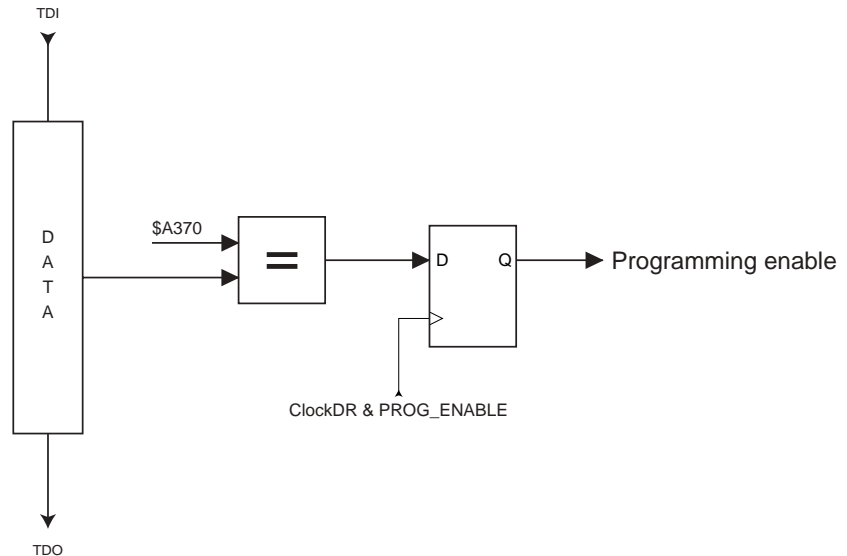 TDI
D
A
T
A
$A370
=
D
Q
Programming enable
ClockDR & PROG_ENABLE
TDO